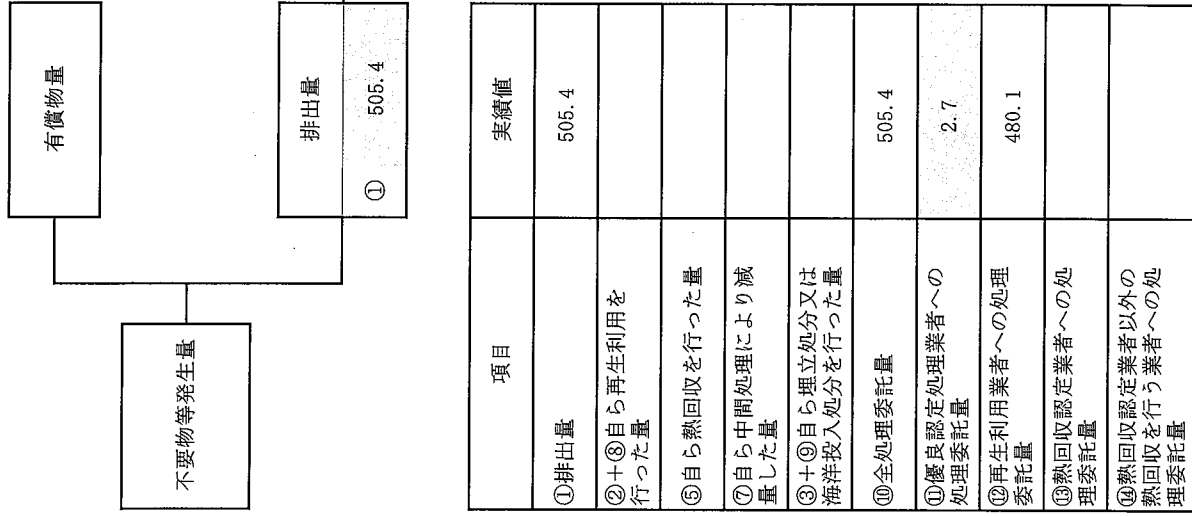 有償物量
不要物等発生量
排出量
① 505.4
項目 実績値
①排出量 505.4
②+⑧自ら再生利用を
行った量
⑤自ら熱回収を行った量
⑦自ら中間処理により減
量した量
③+⑨自ら埋立処分又は
海洋投入処分を行った量
⑩全処理委託量 505.4
⑪優良認定処理業者への
処理委託量 2.7
⑫再生利用業者への処理
委託量 480.1
⑬熱回収認定業者への処
理委託量
⑭熱回収認定業者以外の
熱回収を行う業者への処
理委託量